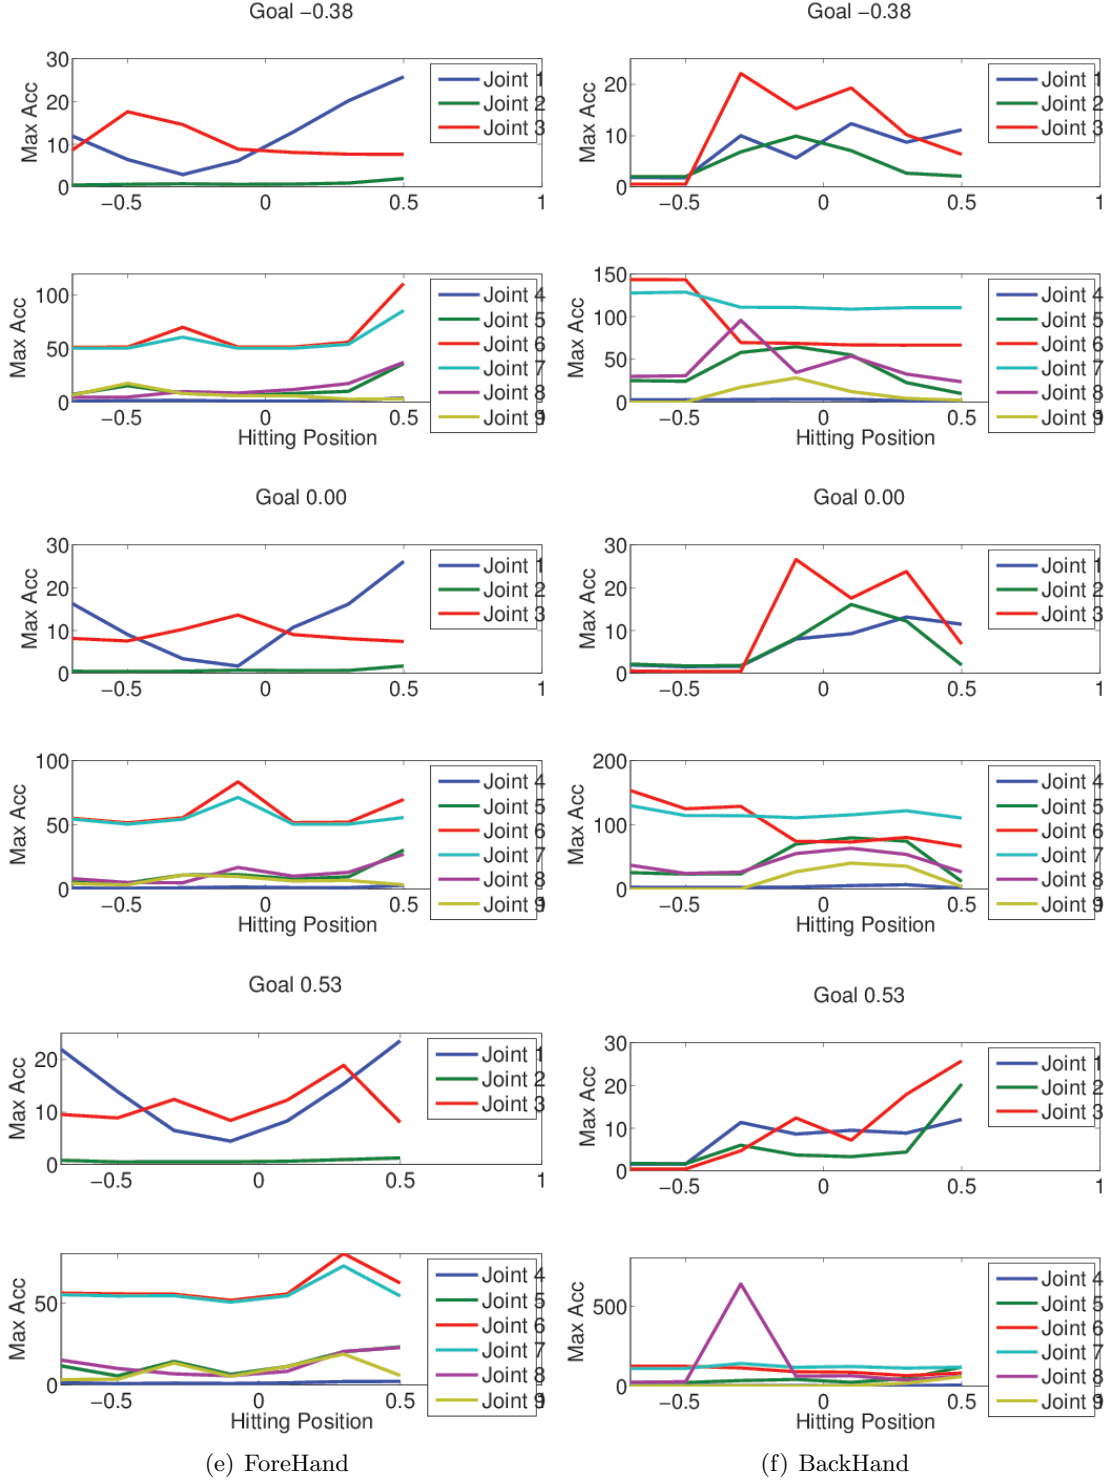 Goal −0.38
Max Acc
30
20
10
0
−0.5
0
0.5
1
Joint 1
Joint 2
Joint 3
Max Acc
100
50
0
−0.5
0
0.5
1
Joint 4
Joint 5
Joint 6
Joint 7
Joint 8
Joint 9
Hitting Position
Goal 0.00
Max Acc
30
20
10
0
−0.5
0
0.5
1
Joint 1
Joint 2
Joint 3
Max Acc
100
50
0
−0.5
0
0.5
1
Joint 4
Joint 5
Joint 6
Joint 7
Joint 8
Joint 9
Hitting Position
Goal 0.53
Max Acc
20
10
0
−0.5
0
0.5
1
Joint 1
Joint 2
Joint 3
Max Acc
50
0
−0.5
0
0.5
1
Joint 4
Joint 5
Joint 6
Joint 7
Joint 8
Joint 9
Hitting Position
(e) ForeHand
Goal −0.38
Max Acc
20
10
0
−0.5
0
0.5
1
Joint 1
Joint 2
Joint 3
Max Acc
150
100
50
0
−0.5
0
0.5
1
Joint 4
Joint 5
Joint 6
Joint 7
Joint 8
Joint 9
Hitting Position
Goal 0.00
Max Acc
30
20
10
0
−0.5
0
0.5
1
Joint 1
Joint 2
Joint 3
Max Acc
200
100
0
−0.5
0
0.5
1
Joint 4
Joint 5
Joint 6
Joint 7
Joint 8
Joint 9
Hitting Position
Goal 0.53
Max Acc
30
20
10
0
−0.5
0
0.5
1
Joint 1
Joint 2
Joint 3
Max Acc
500
0
−0.5
0
0.5
1
Joint 4
Joint 5
Joint 6
Joint 7
Joint 8
Joint 9
Hitting Position
(f) BackHand